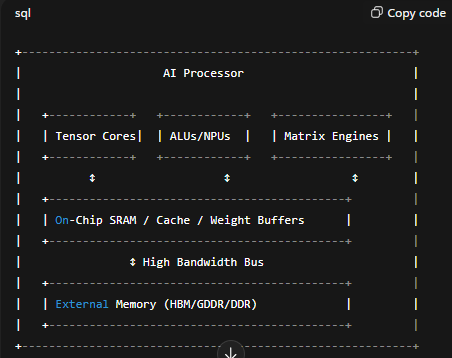 sql Copy code
AI Processor
Tensor Cores ALUs/NPUs Matrix Engines
↕ ↕ ↕
On-Chip SRAM / Cache / Weight Buffers
↕ High Bandwidth Bus
External Memory (HBM/GDDR/DDR)